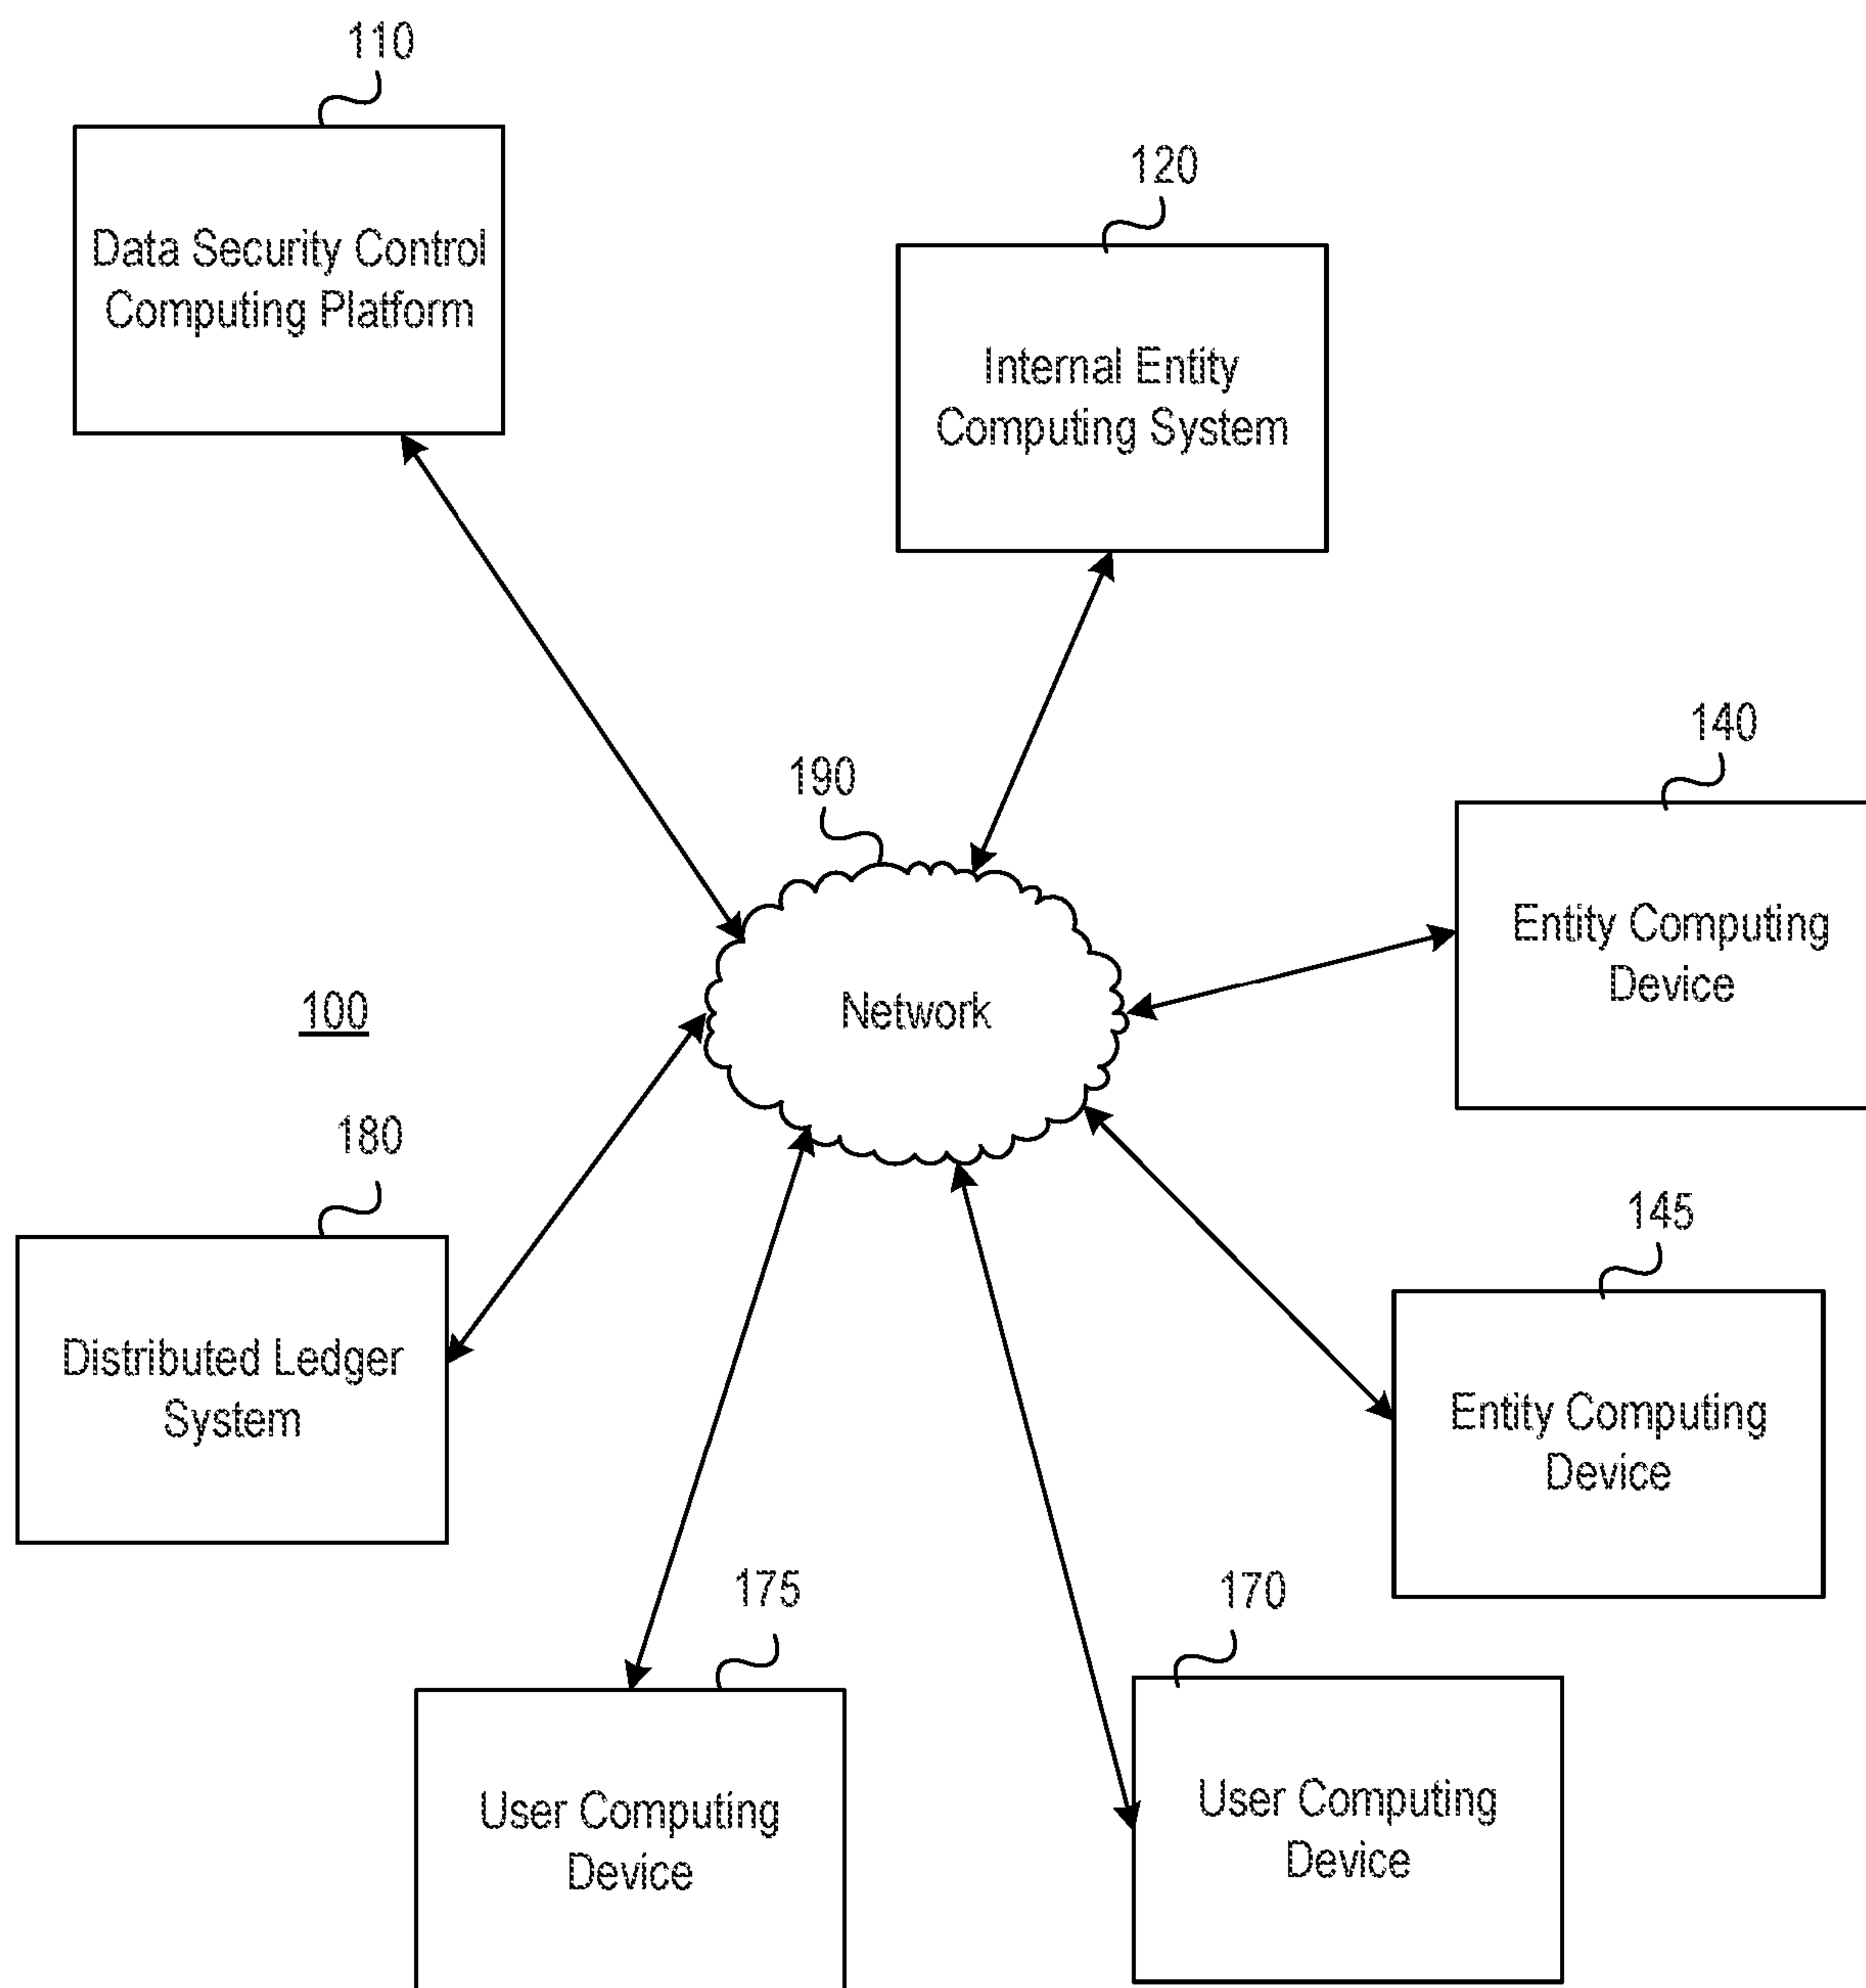 110
Data Security Control
Computing Platform
120
Internal Entity
Computing System
140
Entity Computing
Device
190
Network
100
180
Distributed Ledger
System
145
Entity Computing
Device
175
User Computing
Device
170
User Computing
Device